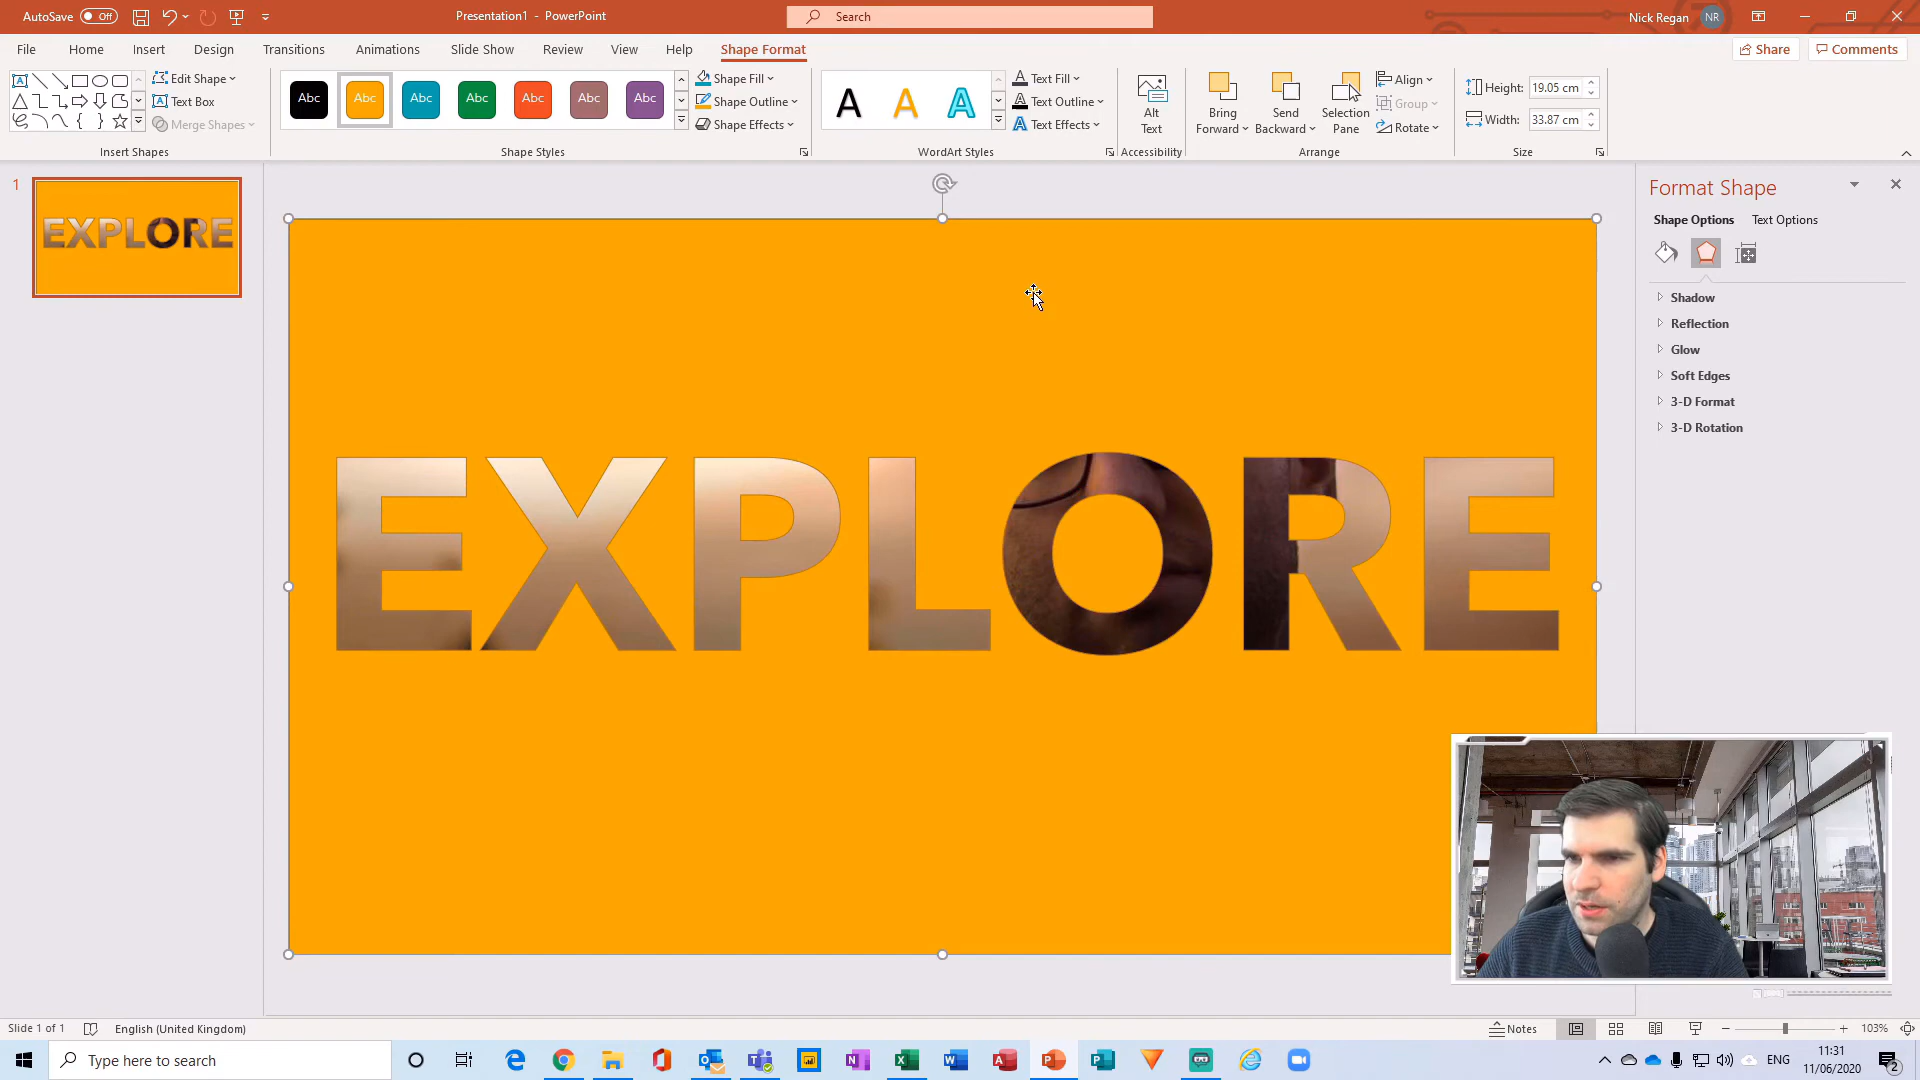 AutoSave Off Presentation1 - PowerPoint Search Nick Regan NR
File Home Insert Design Transitions Animations Slide Show Review View Help Shape Format Share Comments
Edit Shape
Text Box
Merge Shapes
Insert Shapes
Abc Abc Abc Abc Abc Abc Abc
Shape Fill
Shape Outline
Shape Effects
Shape Styles
A A A
Text Fill
Text Outline
Text Effects
WordArt Styles
Alt Text
Accessibility
Bring Forward
Send Backward
Selection Pane
Align
Group
Rotate
Arrange
Height: 19.05 cm
Width: 33.87 cm
Size
1
EXPLORE
EXPLORE
Format Shape
Shape Options Text Options
Shadow
Reflection
Glow
Soft Edges
3-D Format
3-D Rotation
Slide 1 of 1 English (United Kingdom) Notes 103%
Type here to search
ENG
11:31
11/06/2020
2